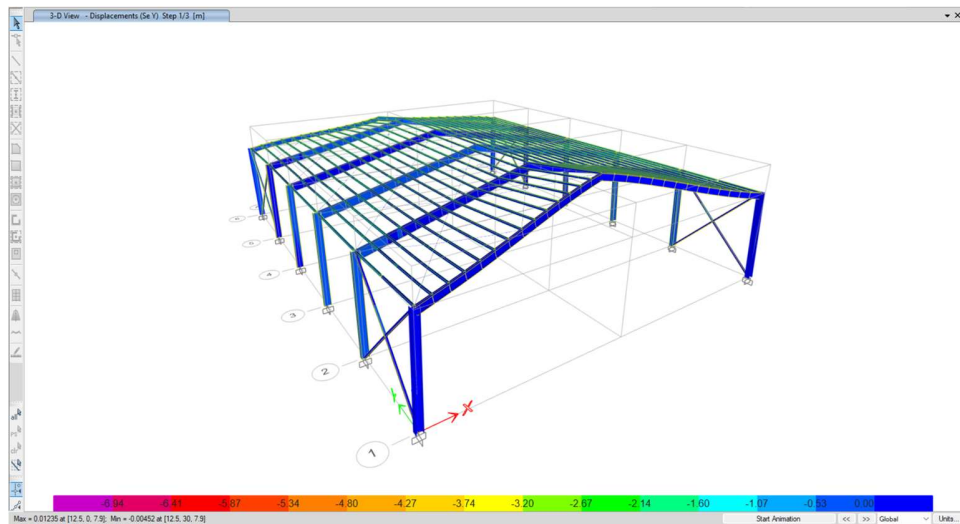 3-D View - Displacements (Se Y) Step 1/3 [m]
4
3
2
Y
X
1
-6.94 -6.41 -5.87 -5.34 -4.80 -4.27 -3.74 -3.20 -2.67 -2.14 -1.60 -1.07 -0.53 0.00
Max = 0.01235 at [12.5, 0, 7.9]; Min = -0.00452 at [12.5, 30, 7.9]
Start Animation << >> Global Units...